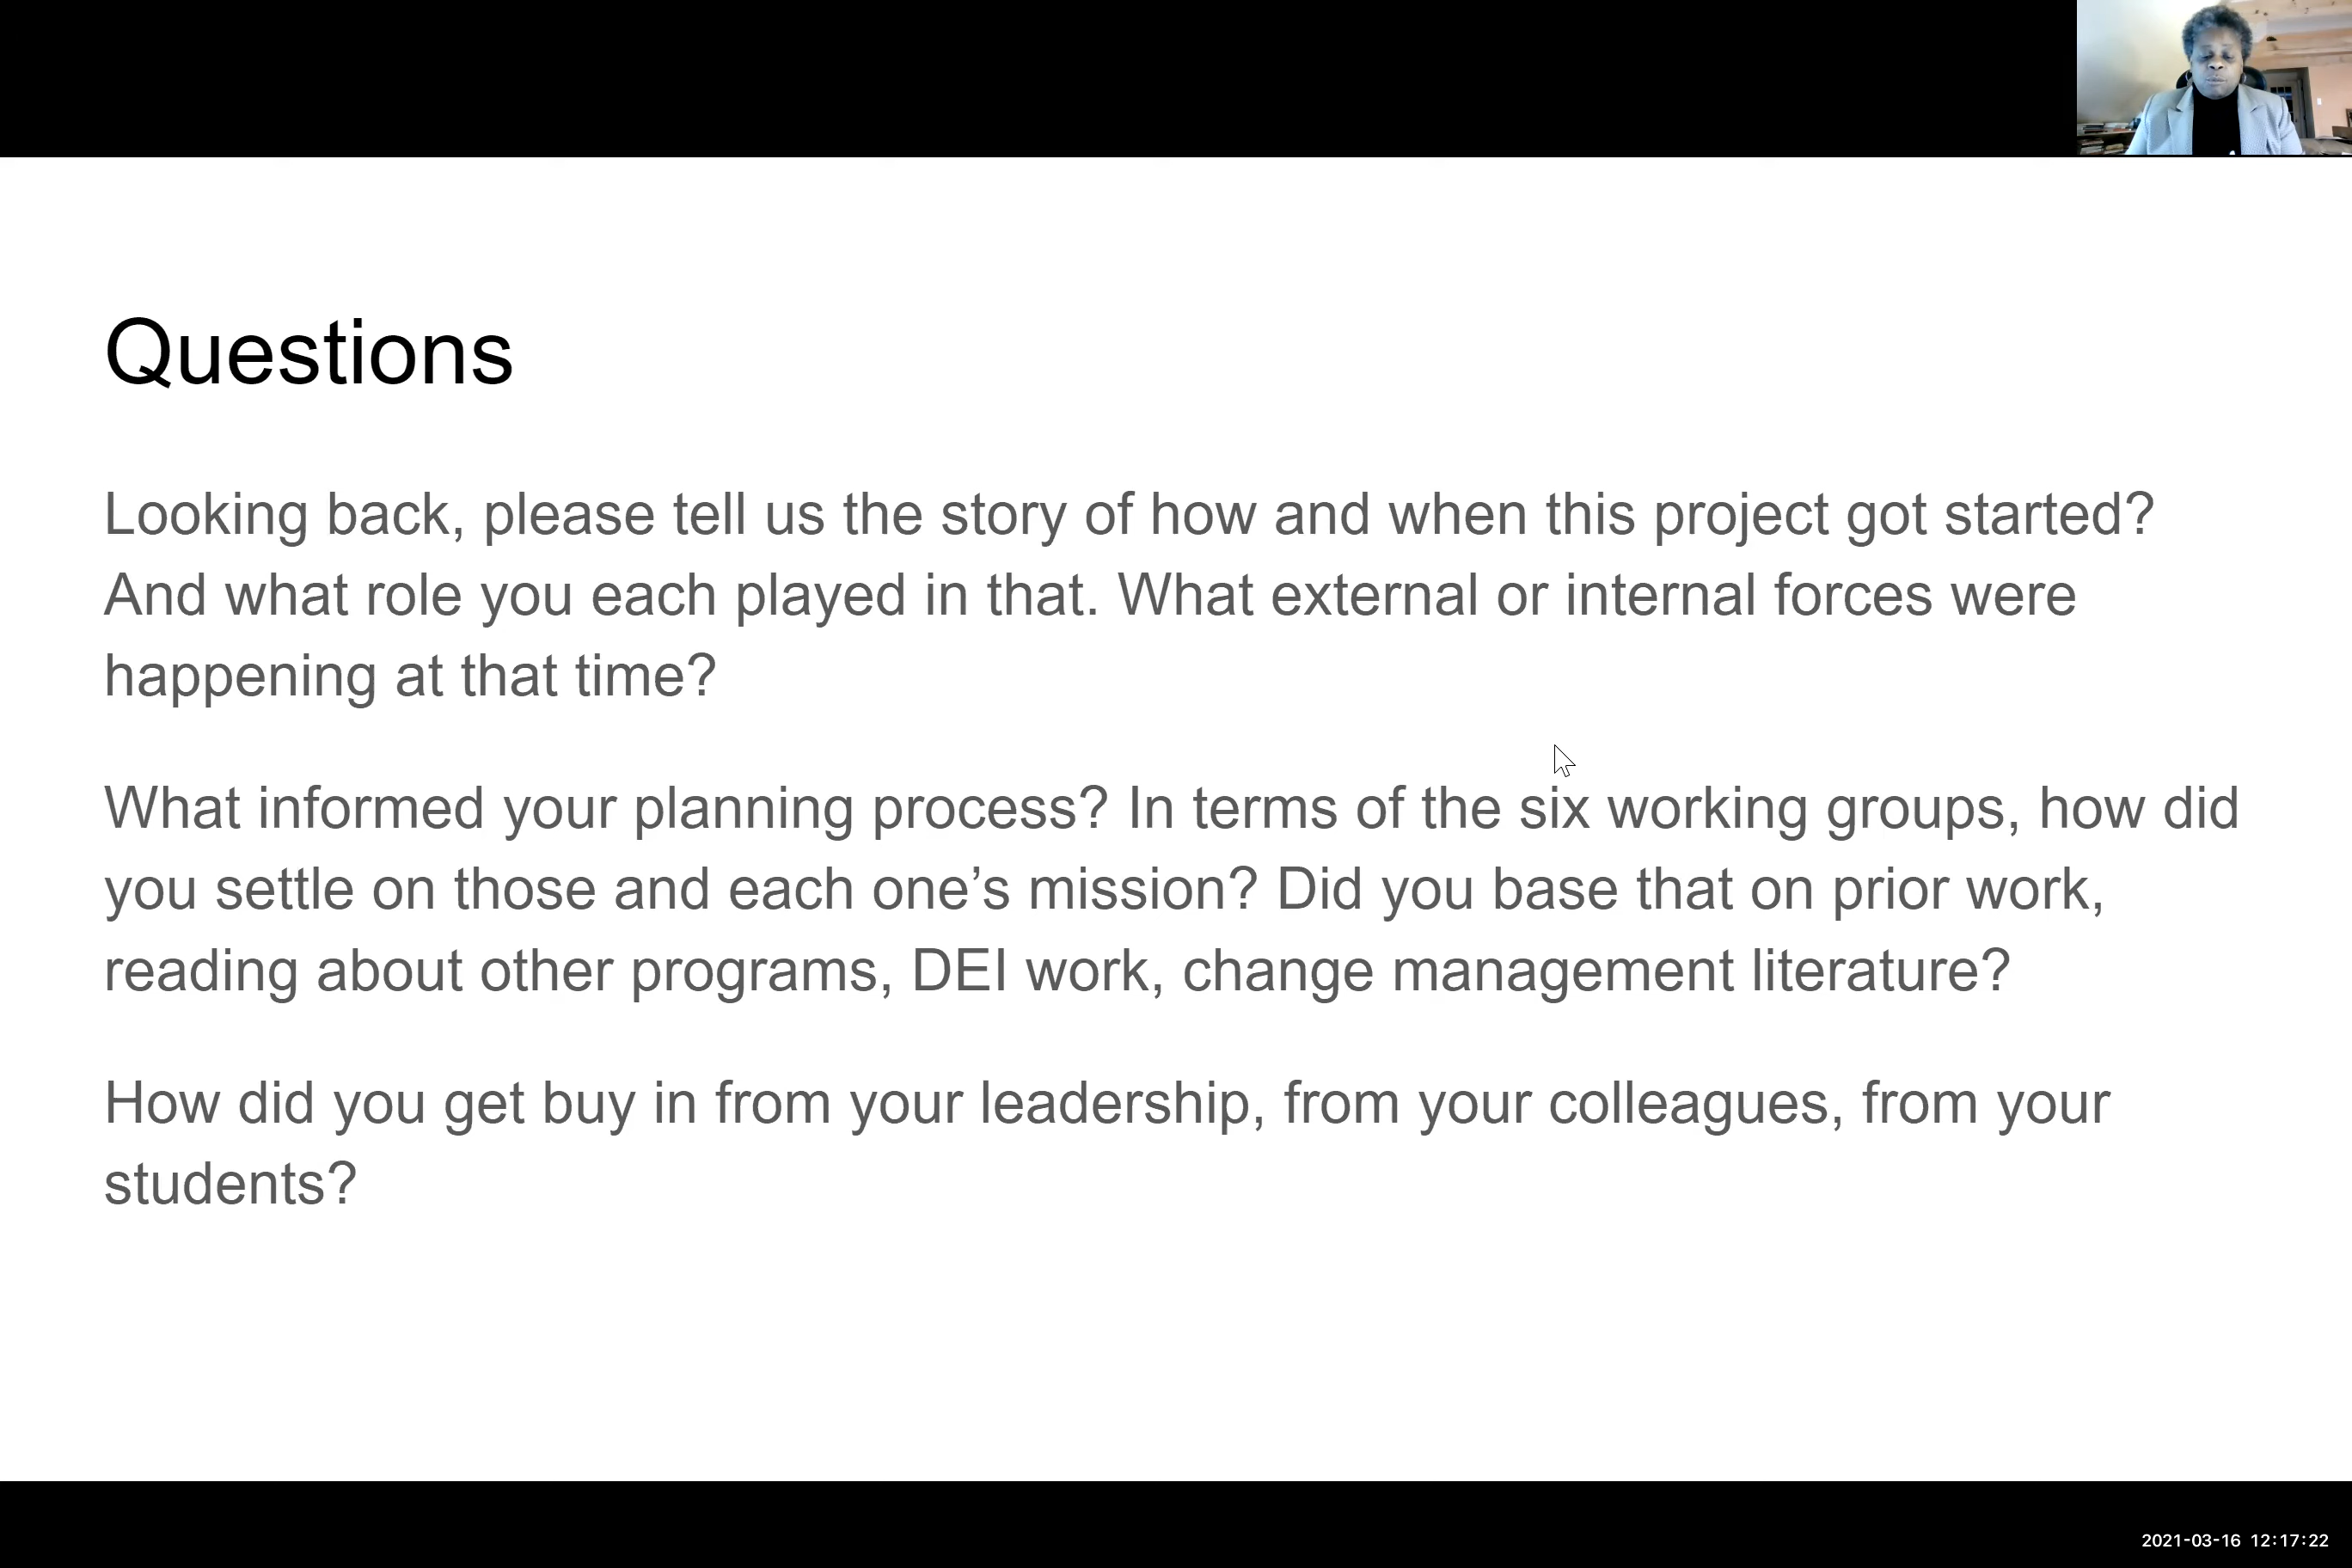 Questions
Looking back, please tell us the story of how and when this project got started?
And what role you each played in that. What external or internal forces were
happening at that time?
What informed your planning process? In terms of the six working groups, how did
you settle on those and each one’s mission? Did you base that on prior work,
reading about other programs, DEI work, change management literature?
How did you get buy in from your leadership, from your colleagues, from your
students?
2021-03-16 12:17:22